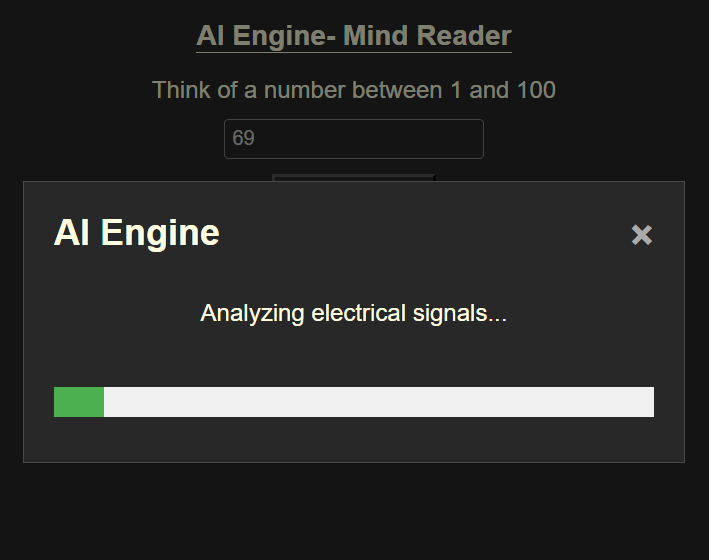 AI Engine- Mind Reader
Think of a number between 1 and 100
69
AI Engine
×
Analyzing electrical signals...